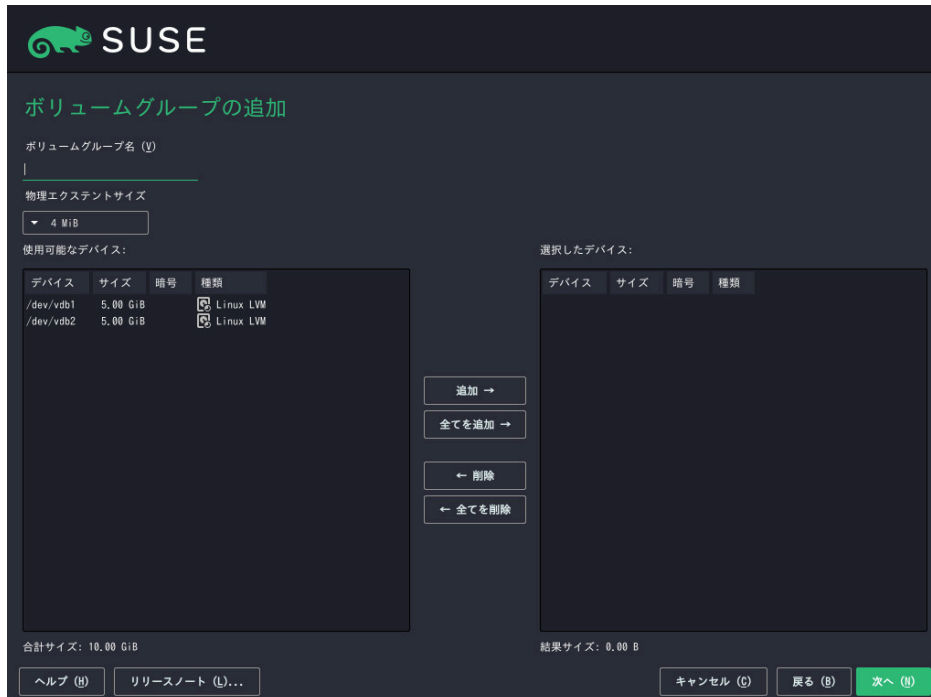 SUSE
ボリュームグループの追加
ボリュームグループ名 (V)
物理エクステントサイズ
4 MiB
使用可能なデバイス:
デバイス サイズ 暗号 種類
/dev/vdb1 5.00 GiB Linux LVM
/dev/vdb2 5.00 GiB Linux LVM
合計サイズ: 10.00 GiB
追加 →
全てを追加 →
← 削除
← 全てを削除
選択したデバイス:
デバイス サイズ 暗号 種類
結果サイズ: 0.00 B
ヘルプ (H) リリースノート (L)... キャンセル (C) 戻る (B) 次へ (N)